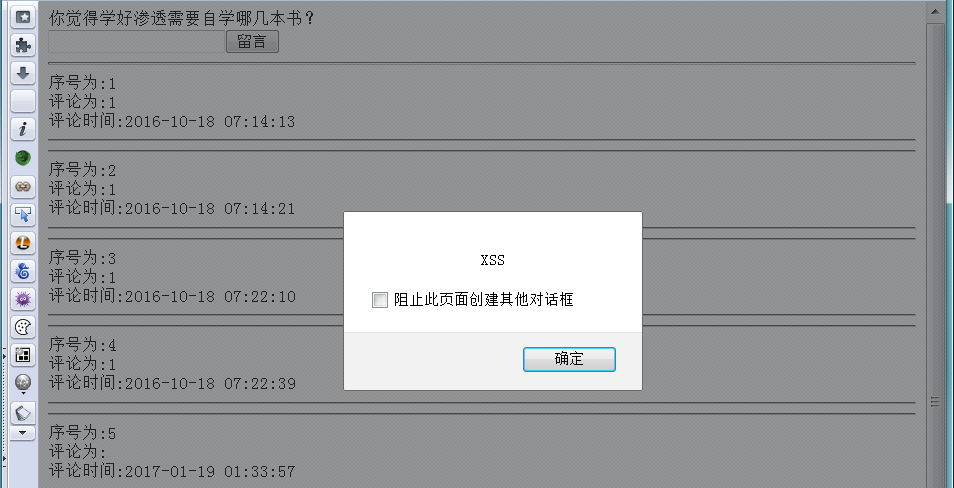 你觉得学好渗透需要自学哪几本书？
留言
序号为:1
评论为:1
评论时间:2016-10-18 07:14:13
序号为:2
评论为:1
评论时间:2016-10-18 07:14:21
序号为:3
评论为:1
评论时间:2016-10-18 07:22:10
序号为:4
评论为:1
评论时间:2016-10-18 07:22:39
序号为:5
评论为:
评论时间:2017-01-19 01:33:57
XSS
阻止此页面创建其他对话框
确定